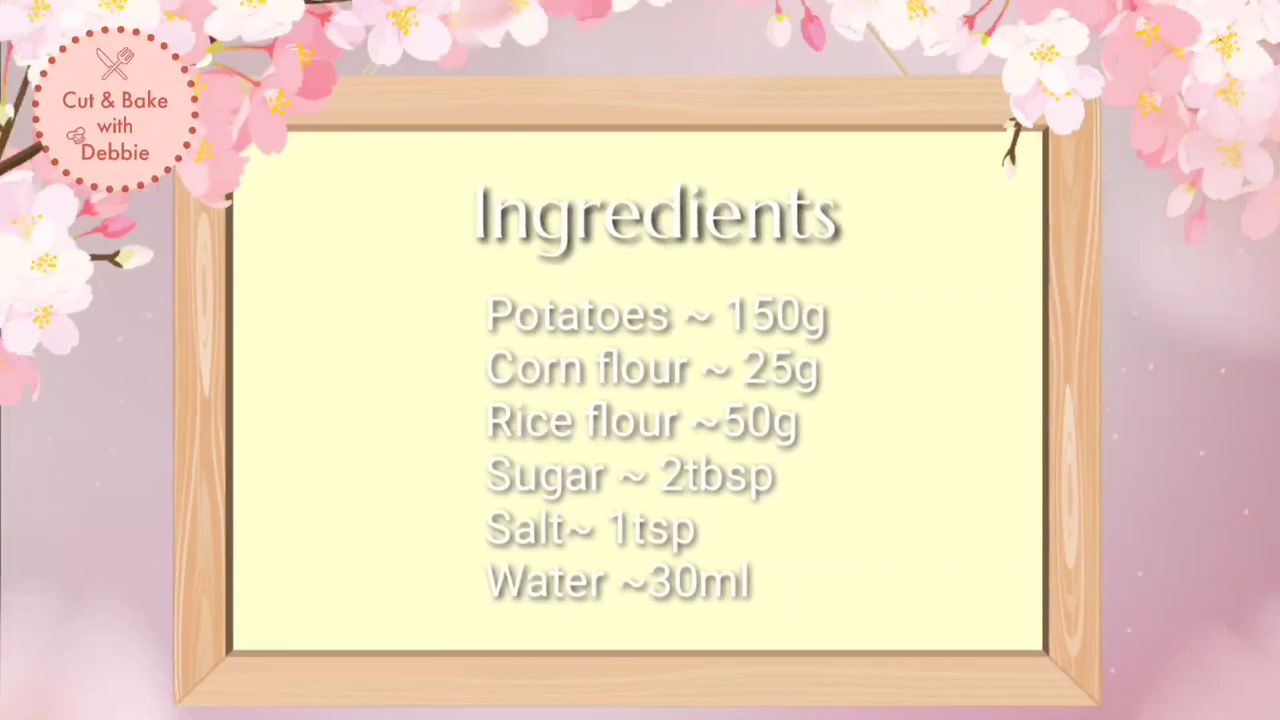 Cut & Bake
with
Debbie
Ingredients
Potatoes ~ 150g
Corn flour ~ 25g
Rice flour ~50g
Sugar ~ 2tbsp
Salt~ 1tsp
Water ~30ml